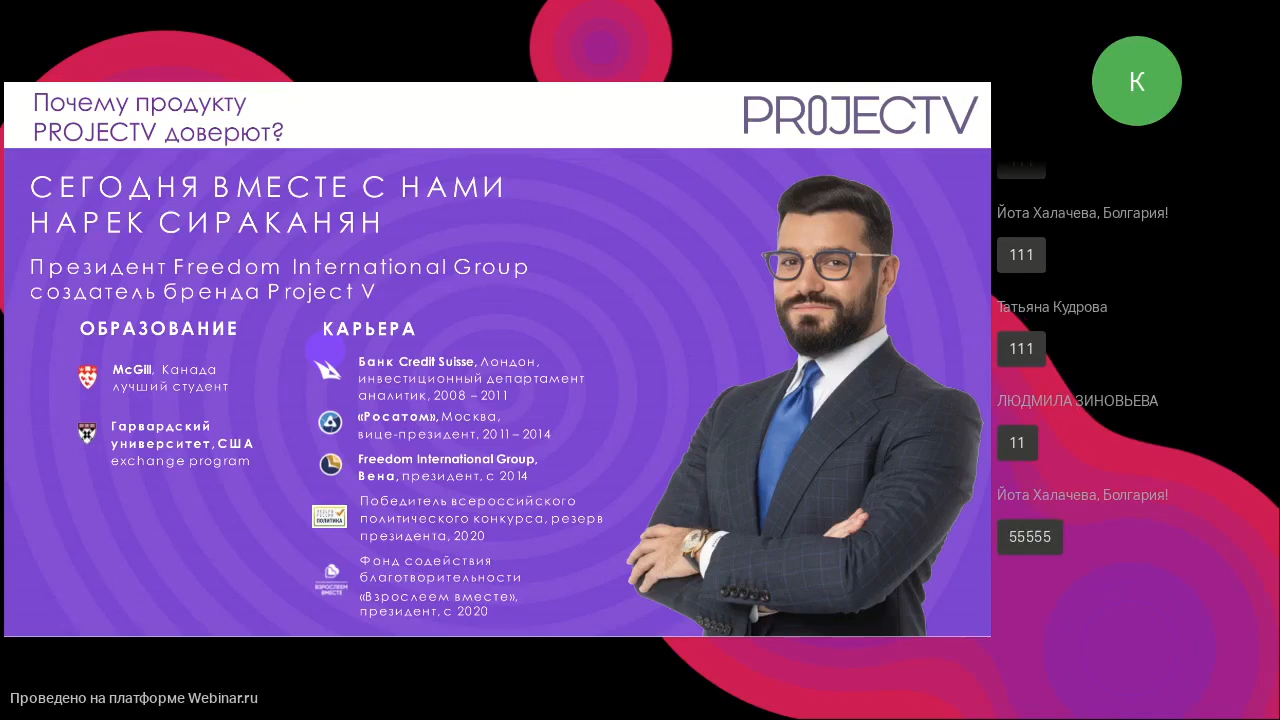 Почему продукту
PROJECTV доверют?
PROJECTV
СЕГОДНЯ ВМЕСТЕ С НАМИ
НАРЕК СИРАКАНЯН
Президент Freedom International Group
создатель бренда Project V
ОБРАЗОВАНИЕ
McGill, Канада
лучший студент
Гарвардский
университет, США
exchange program
КАРЬЕРА
Банк Credit Suisse, Лондон,
инвестиционный департамент
аналитик, 2008 – 2011
«Росатом», Москва,
вице-президент, 2011 – 2014
Freedom International Group,
Вена, президент, с 2014
ПОЛИТИКА
Победитель всероссийского
политического конкурса, резерв
президента, 2020
ВЗРОСЛЕЕМ
ВМЕСТЕ
Фонд содействия
благотворительности
«Взрослеем вместе»,
президент, с 2020
К
Йота Халачева, Болгария!
111
Татьяна Кудрова
111
ЛЮДМИЛА ЗИНОВЬЕВА
11
Йота Халачева, Болгария!
55555
Проведено на платформе Webinar.ru